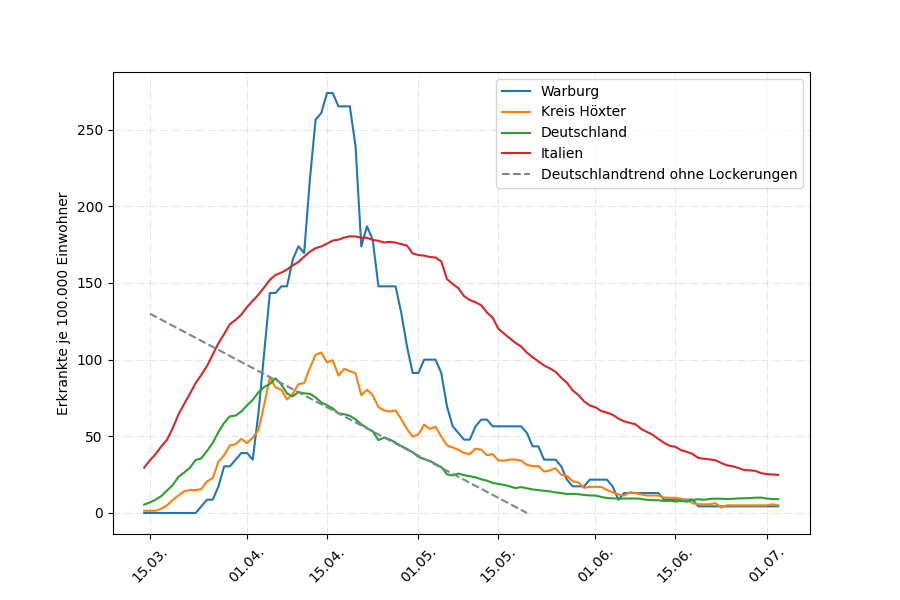 Warburg
Kreis Höxter
Deutschland
Italien
Deutschlandtrend ohne Lockerungen
Erkrankte je 100.000 Einwohner
250
200
150
100
50
0
15.03.
01.04.
15.04.
01.05.
15.05.
01.06.
15.06.
01.07.